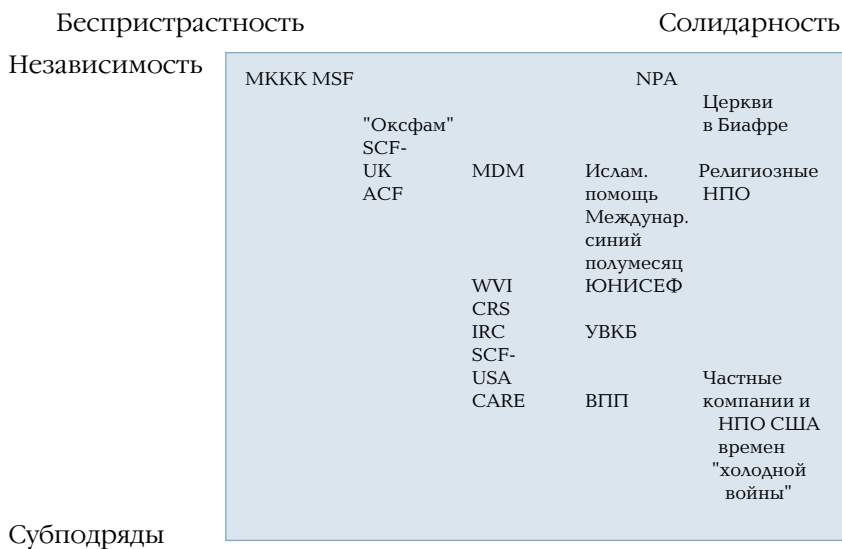 Беспристрастность Солидарность
Независимость
МККК MSF NPA
Церкви
"Оксфам" в Биафре
SCF-
UK MDM Ислам. Религиозные
ACF помощь НПО
Междунар.
синий
полумесяц
WVI ЮНИСЕФ
CRS
IRC УВКБ
SCF-
USA Частные
CARE ВПП компании и
НПО США
времен
"холодной
войны"
Субподряды